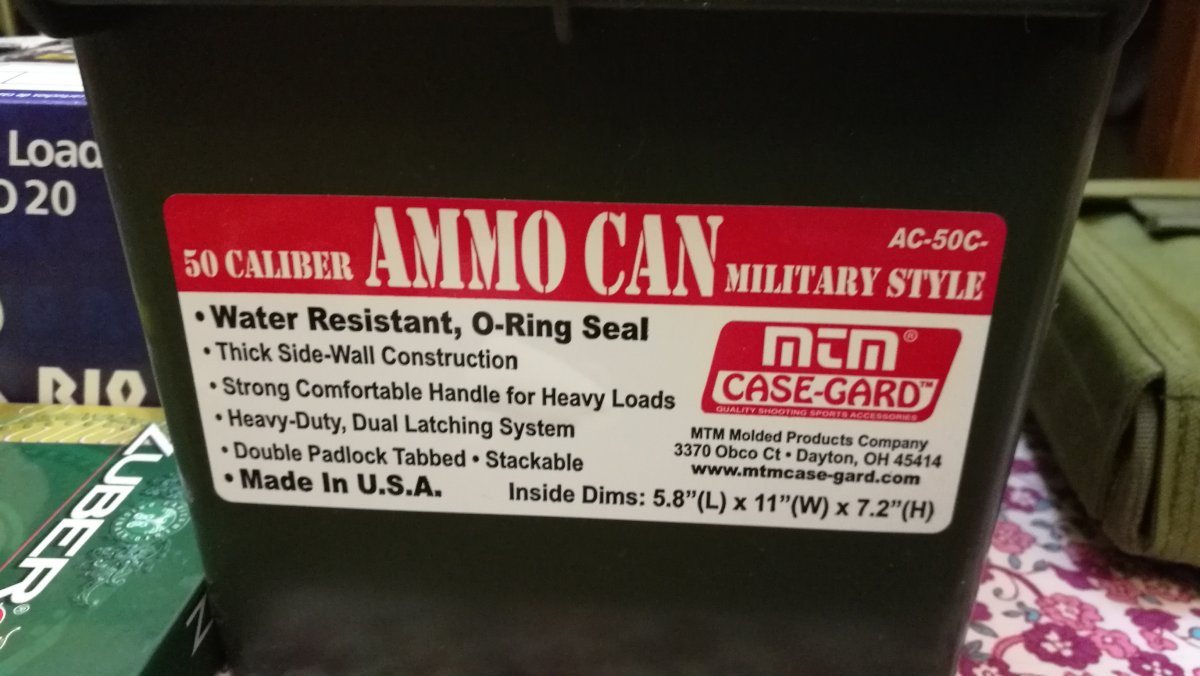 Load
20
RIO
ZUBER®
50 CALIBER AMMO CAN MILITARY STYLE
AC-50C-
• Water Resistant, O-Ring Seal
• Thick Side-Wall Construction
• Strong Comfortable Handle for Heavy Loads
• Heavy-Duty, Dual Latching System
• Double Padlock Tabbed • Stackable
• Made In U.S.A.
Inside Dims: 5.8”(L) x 11”(W) x 7.2”(H)
mtm®
CASE-GARD™
QUALITY SHOOTING SPORTS ACCESSORIES
MTM Molded Products Company
3370 Obco Ct • Dayton, OH 45414
www.mtmcase-gard.com